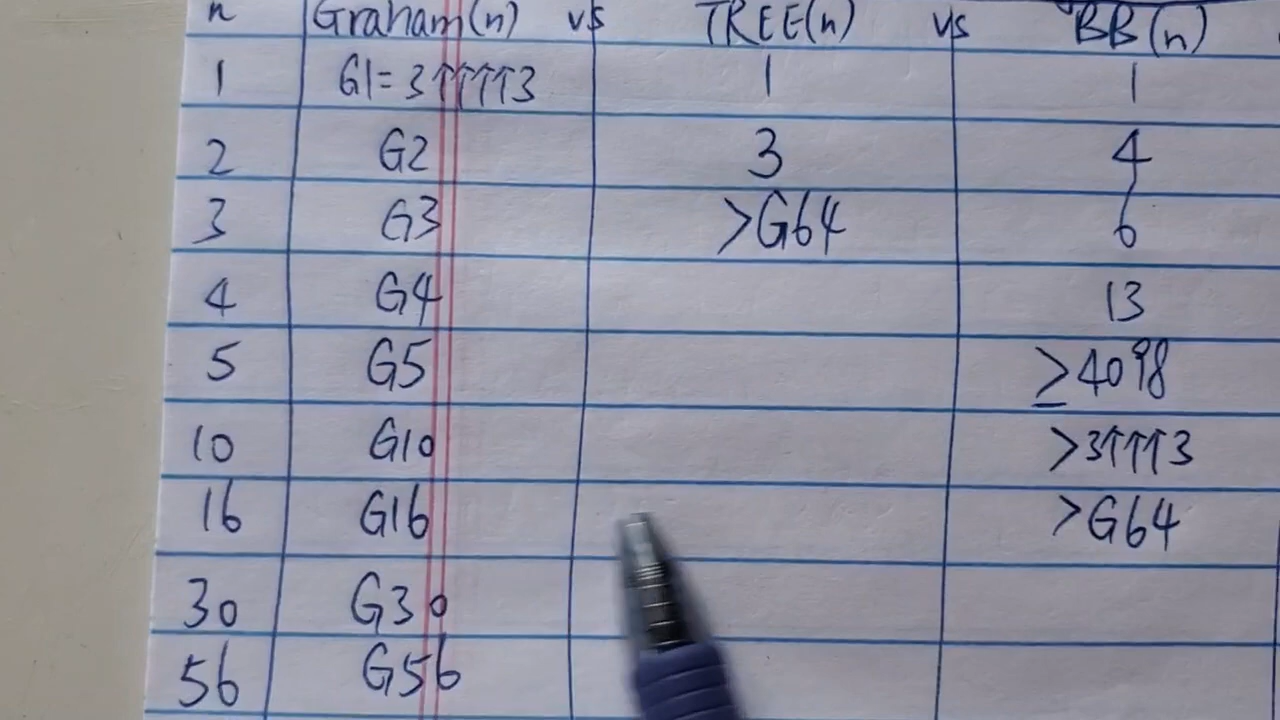 n Graham(n) vs TREE(n) vs BB(n)
1 G1=3↑↑↑↑3 1 1
2 G2 3 4
3 G3 >G64 6
4 G4 13
5 G5 ≥4098
10 G10 >3↑↑↑3
16 G16 >G64
30 G30
56 G56